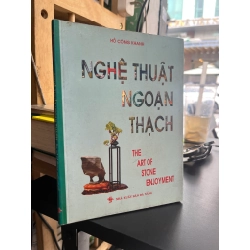 NGHỆ THUẬT
NGOẠN
THẠCH
THE
ART OF
STONE
ENJOYMENT